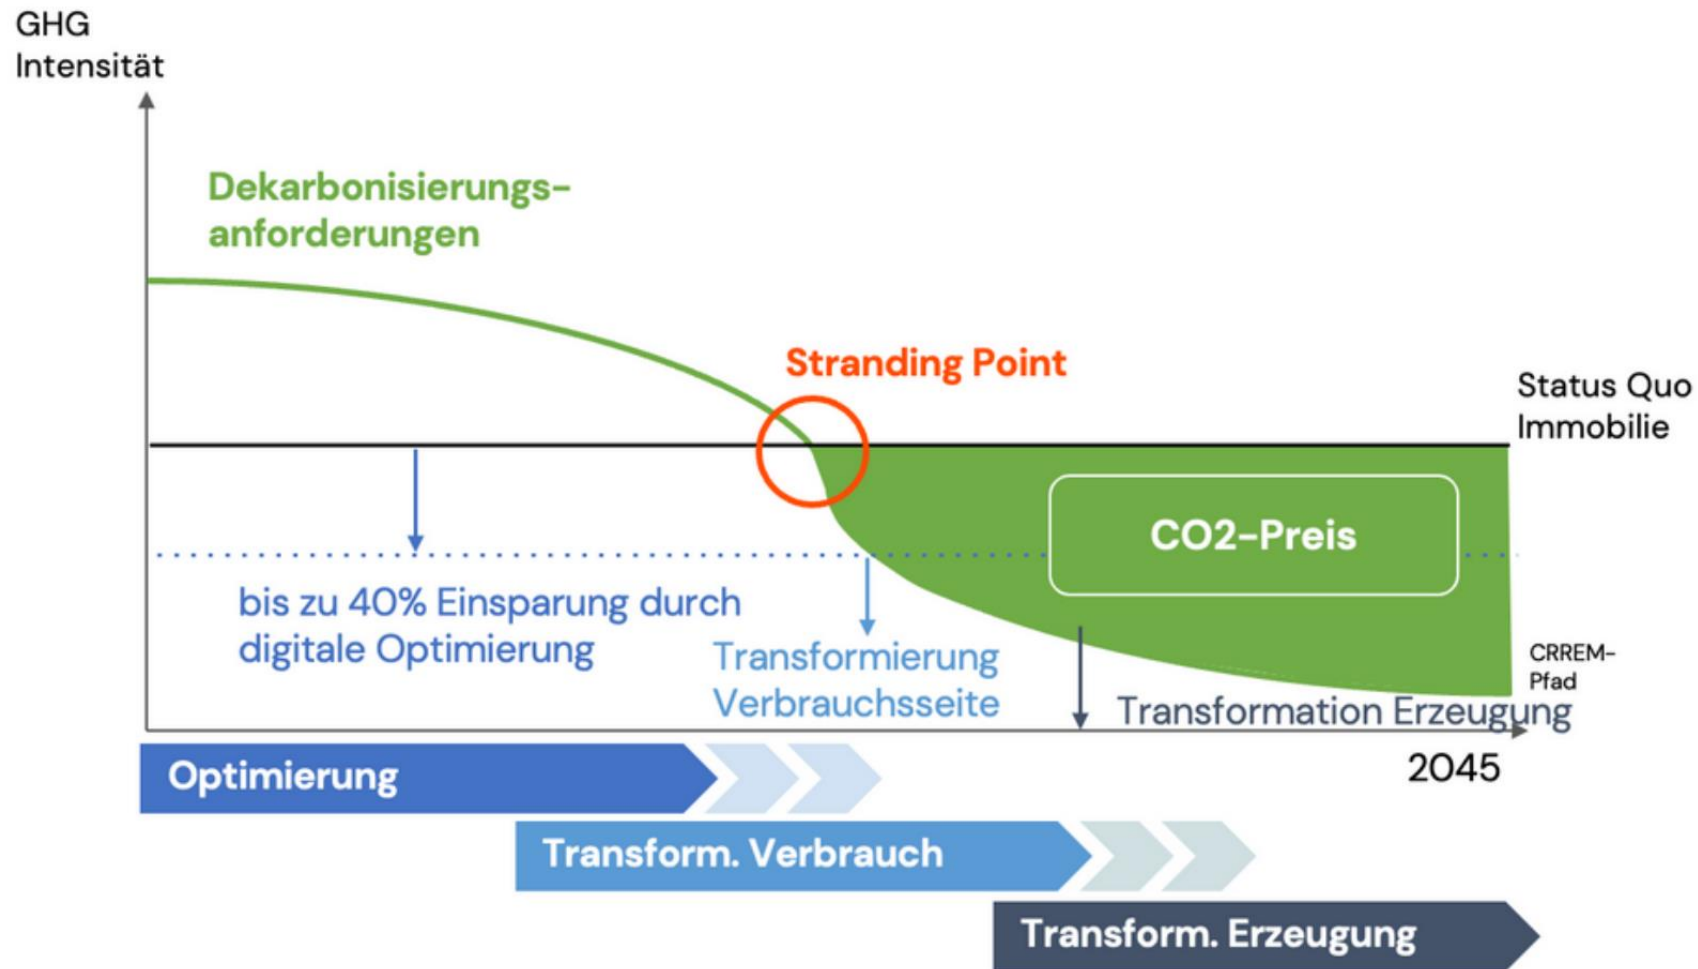 GHG
Intensität
Dekarbonisierungs-
anforderungen
Stranding Point
Status Quo
Immobilie
CO2-Preis
bis zu 40% Einsparung durch
digitale Optimierung
Transformierung
Verbrauchsseite
CRREM-
Pfad
Transformation Erzeugung
2045
Optimierung
Transform. Verbrauch
Transform. Erzeugung